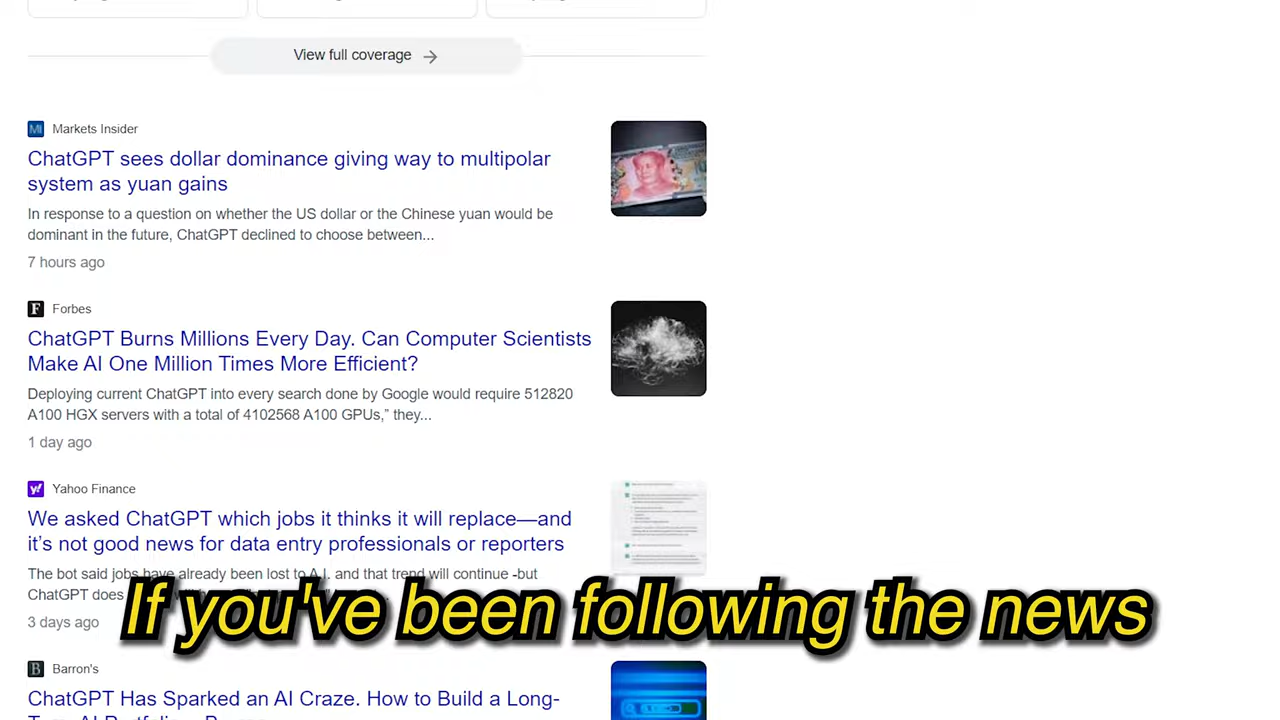 View full coverage
Markets Insider
ChatGPT sees dollar dominance giving way to multipolar
system as yuan gains
In response to a question on whether the US dollar or the Chinese yuan would be
dominant in the future, ChatGPT declined to choose between...
7 hours ago
Forbes
ChatGPT Burns Millions Every Day. Can Computer Scientists
Make AI One Million Times More Efficient?
Deploying current ChatGPT into every search done by Google would require 512820
A100 HGX servers with a total of 4102568 A100 GPUs,” they...
1 day ago
Yahoo Finance
We asked ChatGPT which jobs it thinks it will replace—and
it’s not good news for data entry professionals or reporters
The bot said jobs have already been lost to A.I. and that trend will continue -but
ChatGPT does
3 days ago
If you've been following the news
Barron's
ChatGPT Has Sparked an AI Craze. How to Build a Long-